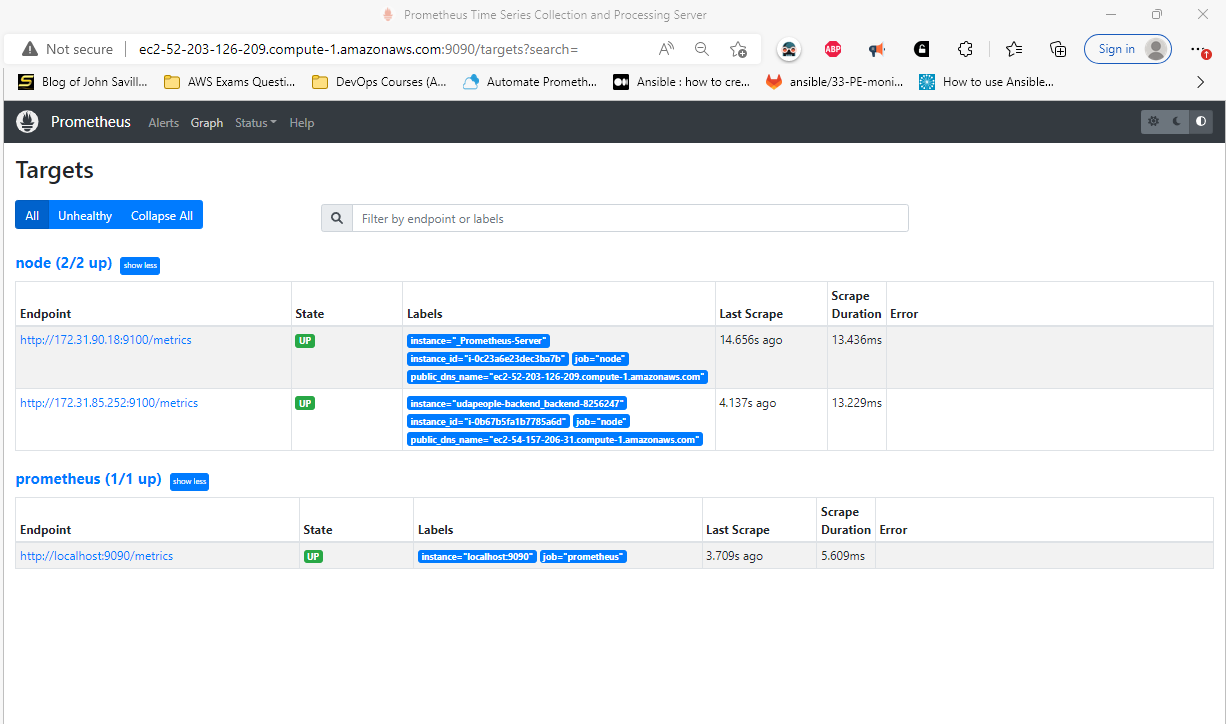 Prometheus Time Series Collection and Processing Server
Not secure
ec2-52-203-126-209.compute-1.amazonaws.com:9090/targets?search=
ABP
Sign in
Blog of John Savill...
AWS Exams Questi...
DevOps Courses (A...
Automate Prometh...
Ansible : how to cre...
ansible/33-PE-moni...
How to use Ansible...
Prometheus Alerts Graph Status Help
Targets
All Unhealthy Collapse All
Filter by endpoint or labels
node (2/2 up) show less
Endpoint State Labels Last Scrape Scrape Duration Error
http://172.31.90.18:9100/metrics UP instance="_Prometheus-Server" 14.656s ago 13.436ms
instance_id="i-0c23a6e23dec3ba7b" job="node"
public_dns_name="ec2-52-203-126-209.compute-1.amazonaws.com"
http://172.31.85.252:9100/metrics UP instance="udapeople-backend_backend-8256247" 4.137s ago 13.229ms
instance_id="i-0b67b5fa1b7785a6d" job="node"
public_dns_name="ec2-54-157-206-31.compute-1.amazonaws.com"
prometheus (1/1 up) show less
Endpoint State Labels Last Scrape Scrape Duration Error
http://localhost:9090/metrics UP instance="localhost:9090" job="prometheus" 3.709s ago 5.609ms